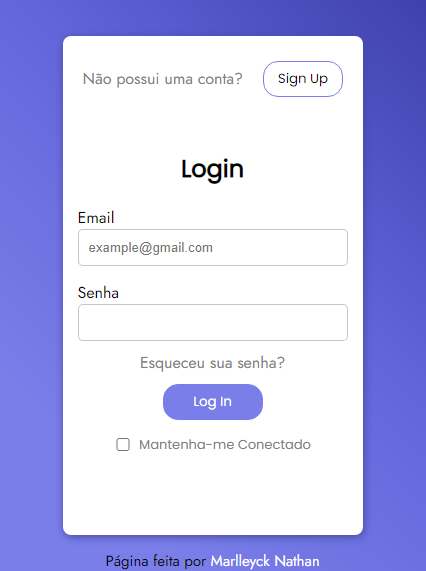 Não possui uma conta? Sign Up
Login
Email
example@gmail.com
Senha
Esqueceu sua senha?
Log In
Mantenha-me Conectado
Página feita por Marlleyck Nathan